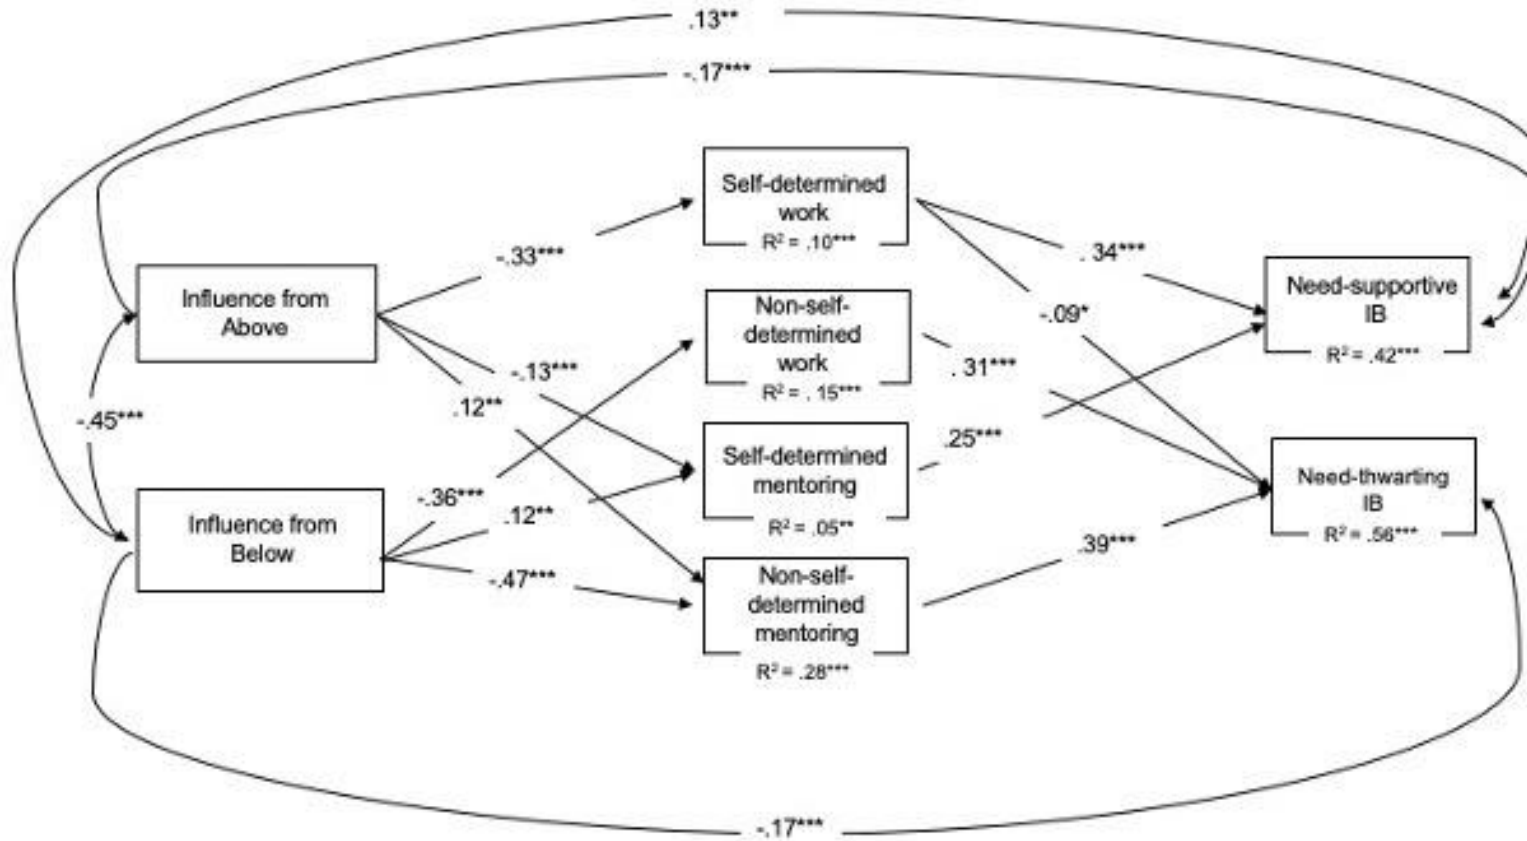 .13**
-.17***
Self-determined
work
R² = .10***
-.33***
. 34***
Influence from
Above
Need-supportive
IB
R² = .42***
Non-self-
determined
work
R² = . 15***
-.09*
. 31***
-.13***
.12**
-.45***
.25***
Self-determined
mentoring
R² = .05**
Need-thwarting
IB
R² = .56***
-.36***
.12**
Influence from
Below
-.47***
.39***
Non-self-
determined
mentoring
R² = .28***
-.17***